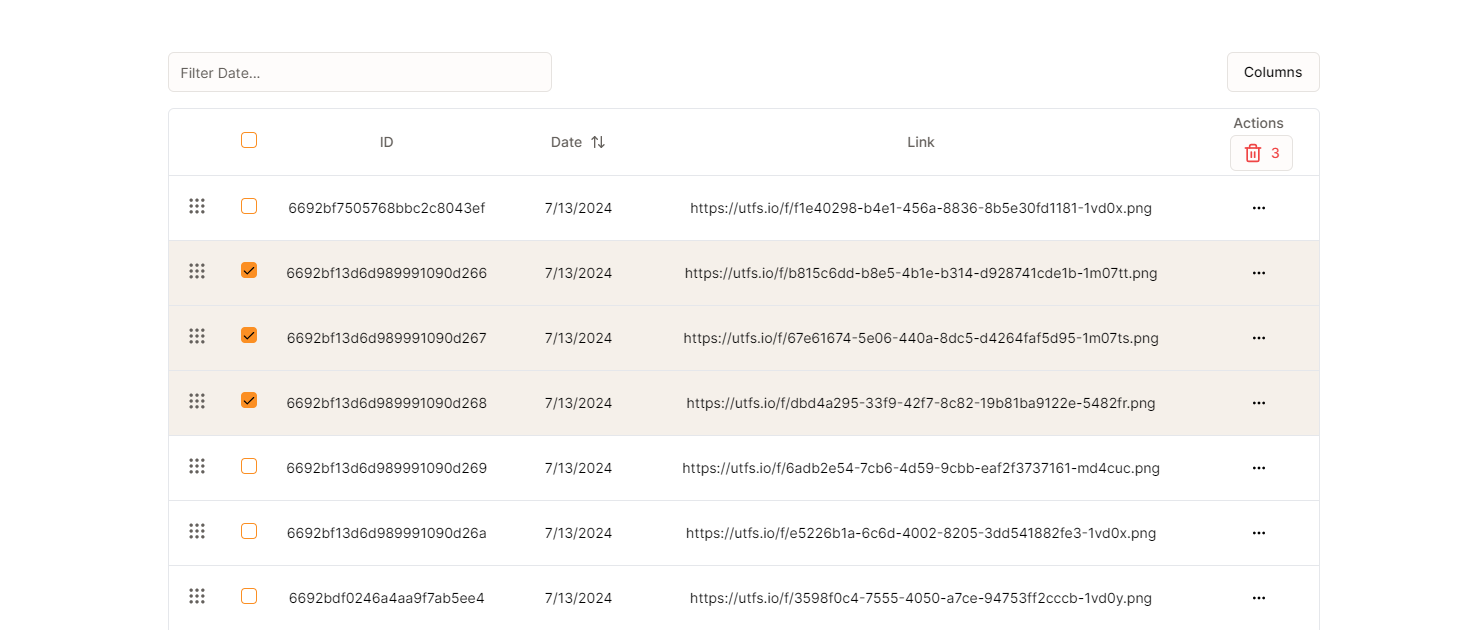 Filter Date...
Columns
ID Date Link Actions
3
6692bf7505768bbc2c8043ef 7/13/2024 https://utfs.io/f/f1e40298-b4e1-456a-8836-8b5e30fd1181-1vd0x.png
6692bf13d6d989991090d266 7/13/2024 https://utfs.io/f/b815c6dd-b8e5-4b1e-b314-d928741cde1b-1m07tt.png
6692bf13d6d989991090d267 7/13/2024 https://utfs.io/f/67e61674-5e06-440a-8dc5-d4264faf5d95-1m07ts.png
6692bf13d6d989991090d268 7/13/2024 https://utfs.io/f/dbd4a295-33f9-42f7-8c82-19b81ba9122e-5482fr.png
6692bf13d6d989991090d269 7/13/2024 https://utfs.io/f/6adb2e54-7cb6-4d59-9cbb-eaf2f3737161-md4cuc.png
6692bf13d6d989991090d26a 7/13/2024 https://utfs.io/f/e5226b1a-6c6d-4002-8205-3dd541882fe3-1vd0x.png
6692bdf0246a4aa9f7ab5ee4 7/13/2024 https://utfs.io/f/3598f0c4-7555-4050-a7ce-94753ff2cccb-1vd0y.png